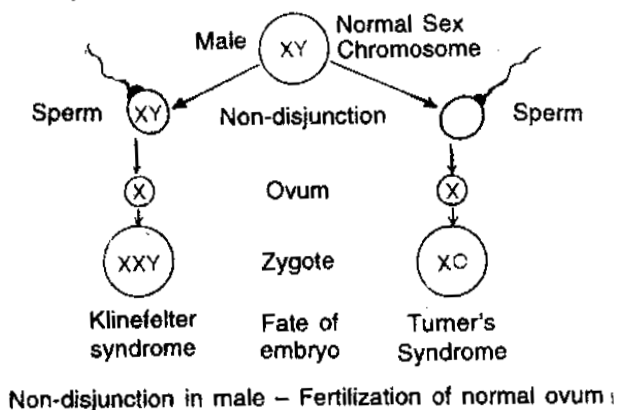 Male
XY
Normal Sex
Chromosome
Sperm
XY
Non-disjunction
Sperm
X
Ovum
X
XXY
Zygote
XO
Klinefelter
syndrome
Fate of
embryo
Turner's
Syndrome
Non-disjunction in male – Fertilization of normal ovum